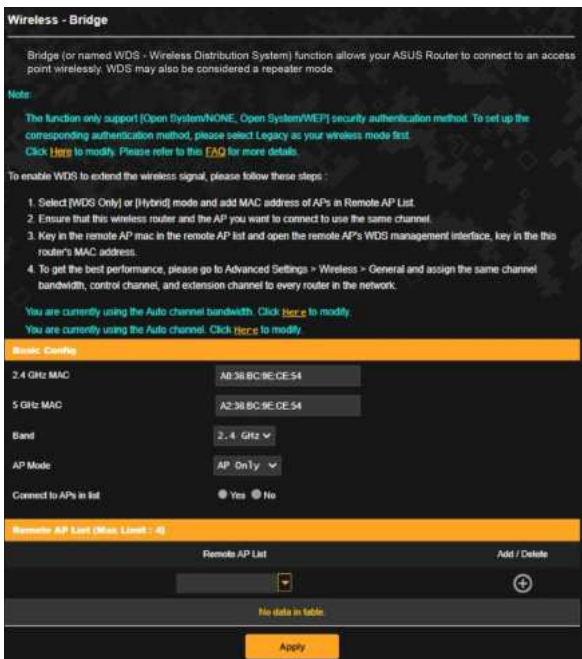 Wireless - Bridge
Bridge (or named WDS - Wireless Distribution System) function allows your ASUS Router to connect to an access
point wirelessly. WDS may also be considered a repeater mode.
Note:
The function only support [Open System/NONE, Open System/WEP] security authentication method. To set up the
corresponding authentication method, please select Legacy as your wireless mode first.
Click Here to modify. Please refer to this FAQ for more details.
To enable WDS to extend the wireless signal, please follow these steps :
1. Select [WDS Only] or [Hybrid] mode and add MAC address of APs in Remote AP List.
2. Ensure that this wireless router and the AP you want to connect to use the same channel.
3. Key in the remote AP mac in the remote AP list and open the remote AP's WDS management interface, key in the this
router's MAC address.
4. To get the best performance, please go to Advanced Settings > Wireless > General and assign the same channel
bandwidth, control channel, and extension channel to every router in the network.
You are currently using the Auto channel bandwidth. Click Here to modify.
You are currently using the Auto channel. Click Here to modify.
Basic Config
2.4 GHz MAC A8:36:BC:9E:CE:54
5 GHz MAC A2:36:BC:9E:CE:54
Band 2.4 GHz
AP Mode AP Only
Connect to APs in list Yes No
Remote AP List (Max Limit : 4)
Remote AP List Add / Delete
No data in table.
Apply